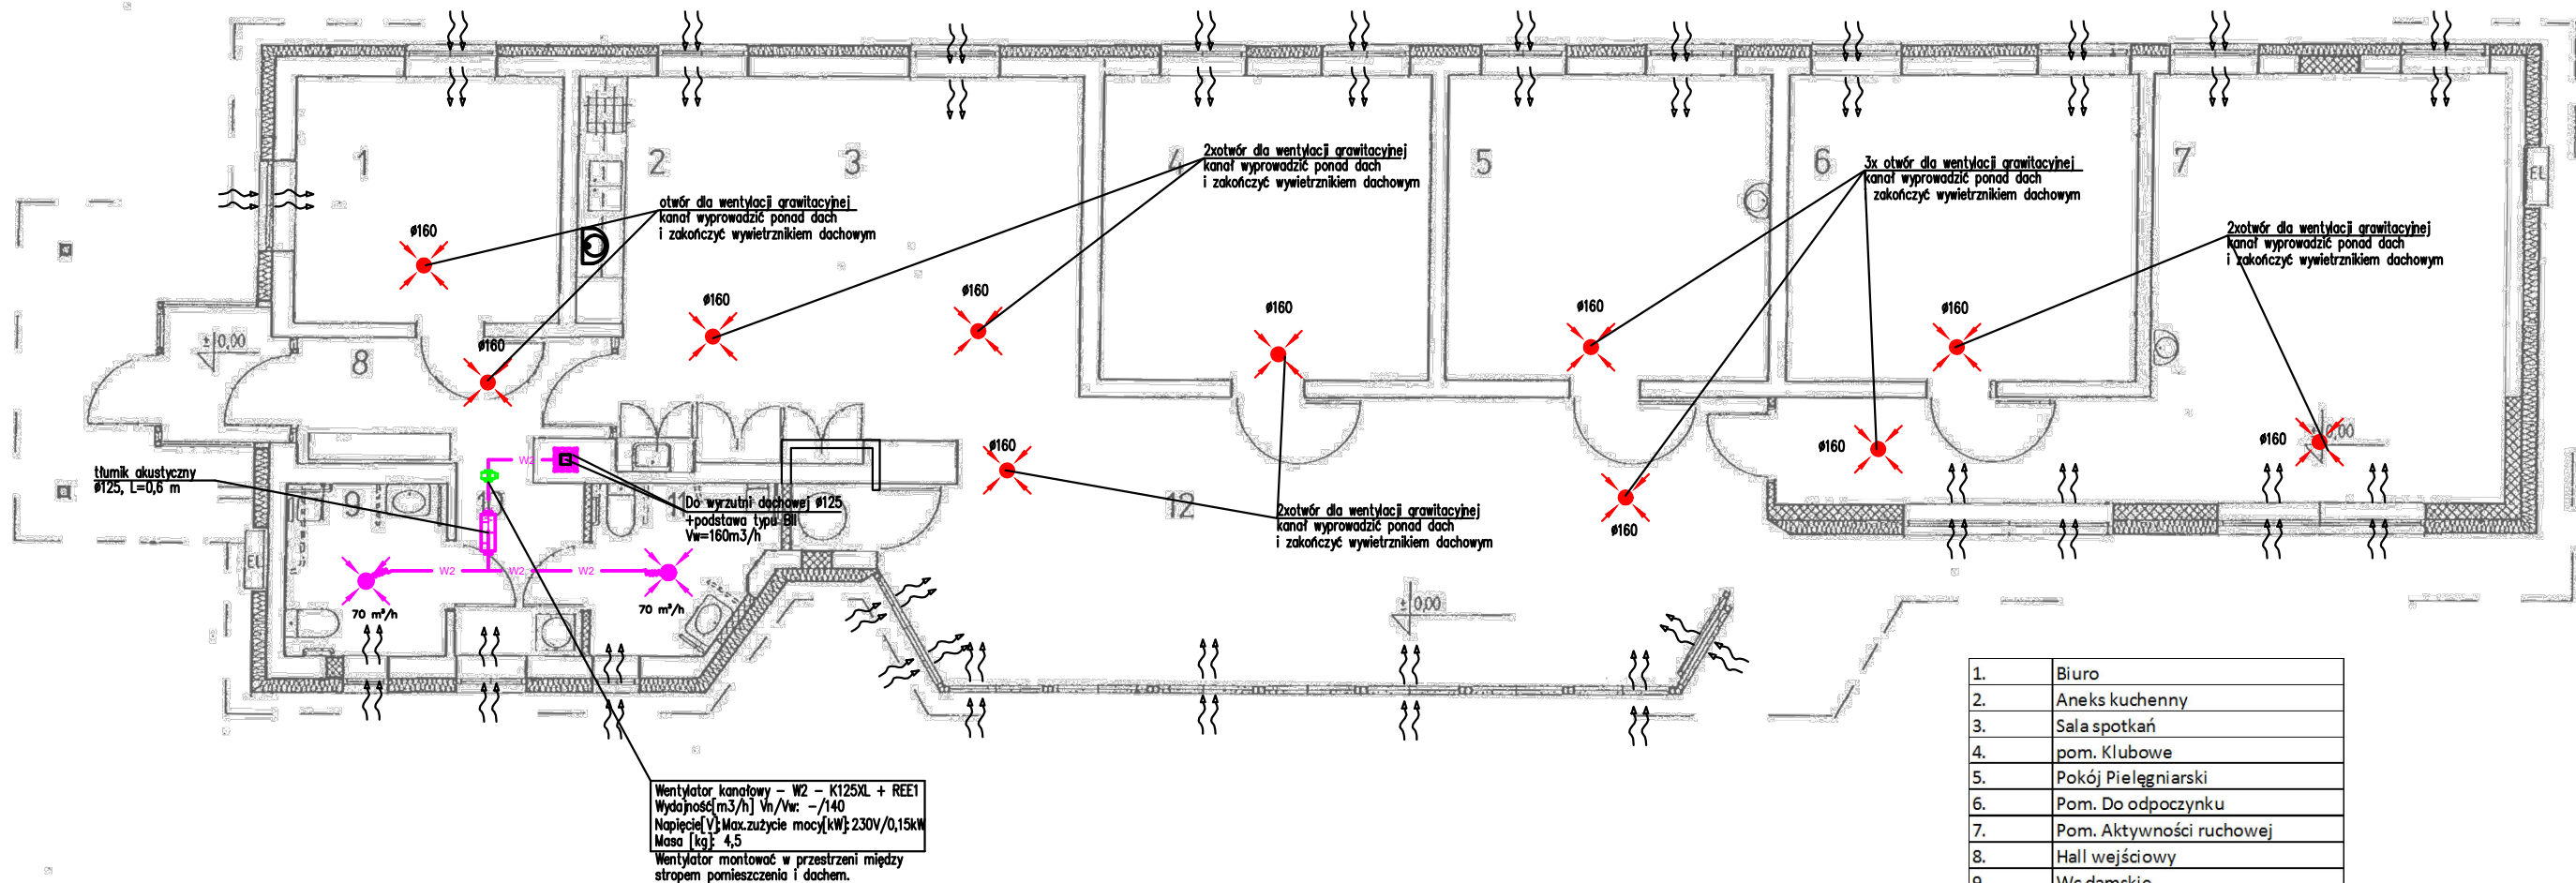 1
2
3
4
5
6
7
2xotwór dla wentylacji grawitacyjnej
kanał wyprowadzić ponad dach
i zakończyć wywietrznikiem dachowym
3x otwór dla wentylacji grawitacyjnej
kanał wyprowadzić ponad dach
zakończyć wywietrznikiem dachowym
EL
otwór dla wentylacji grawitacyjnej
kanał wyprowadzić ponad dach
i zakończyć wywietrznikiem dachowym
2xotwór dla wentylacji grawitacyjnej
kanał wyprowadzić ponad dach
i zakończyć wywietrznikiem dachowym
ø160
ø160
ø160
ø160
ø160
ø160
± 0,00
8
ø160
ø160
ø160
ø160
± 0,00
tłumik akustyczny
ø125, L=0,6 m
W2
9
11
12
Do wyrzutni dachowej ø125
+podstawa typu BII
Vw=160m3/h
2xotwór dla wentylacji grawitacyjnej
kanał wyprowadzić ponad dach
i zakończyć wywietrznikiem dachowym
ø160
EL
W2
W2
W2
70 m³/h
70 m³/h
± 0,00
Wentylator kanałowy – W2 – K125XL + REE1
Wydajność[m3/h] Vn/Vw: -/140
Napięcie[V];Max.zużycie mocy[kW]: 230V/0,15kW
Masa [kg]: 4,5
Wentylator montować w przestrzeni między
stropem pomieszczenia i dachem.
1. Biuro
2. Aneks kuchenny
3. Sala spotkań
4. pom. Klubowe
5. Pokój Pielęgniarski
6. Pom. Do odpoczynku
7. Pom. Aktywności ruchowej
8. Hall wejściowy
9. Wc damskie